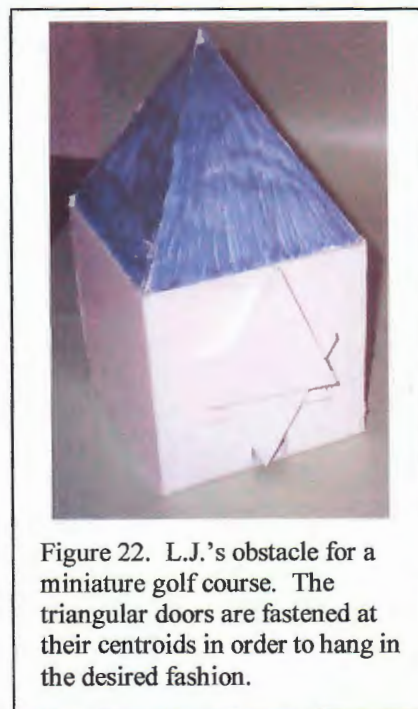 Figure 22. L.J.'s obstacle for a
miniature golf course. The
triangular doors are fastened at
their centroids in order to hang in
the desired fashion.